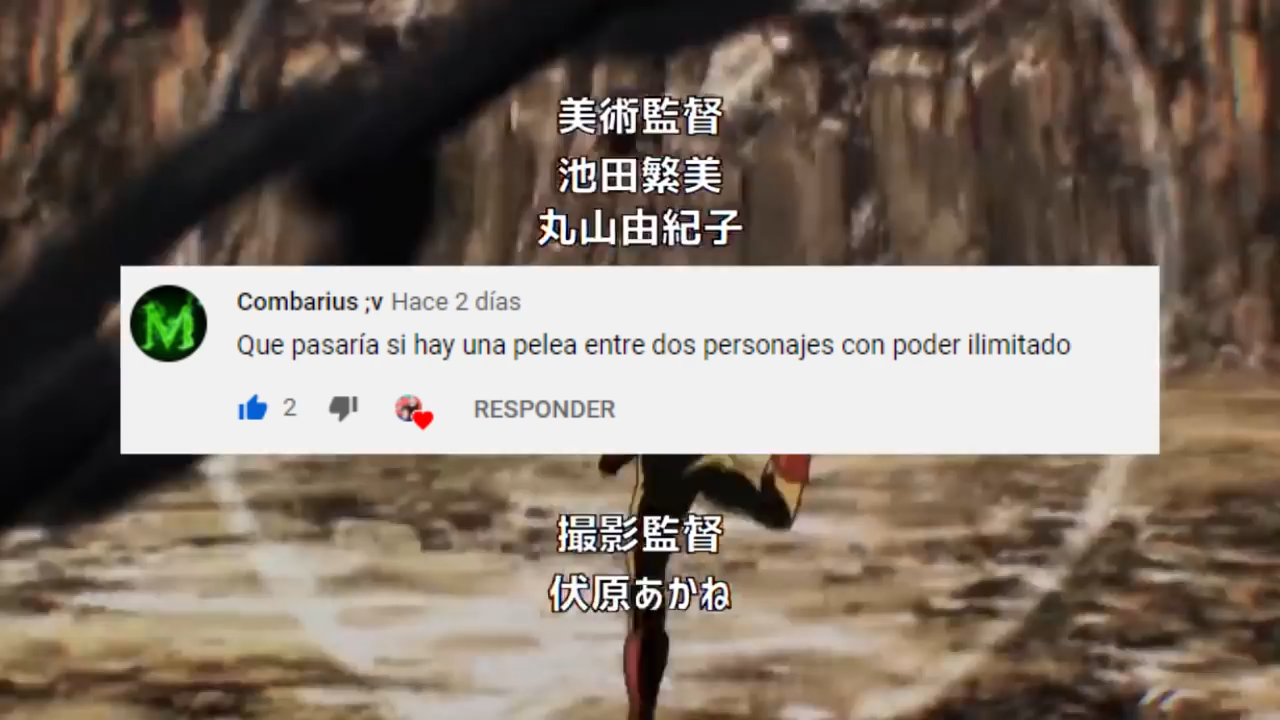 美術監督
池田繁美
丸山由紀子
Combarius ;v Hace 2 días
Que pasaría si hay una pelea entre dos personajes con poder ilimitado
2
RESPONDER
撮影監督
伏原あかね